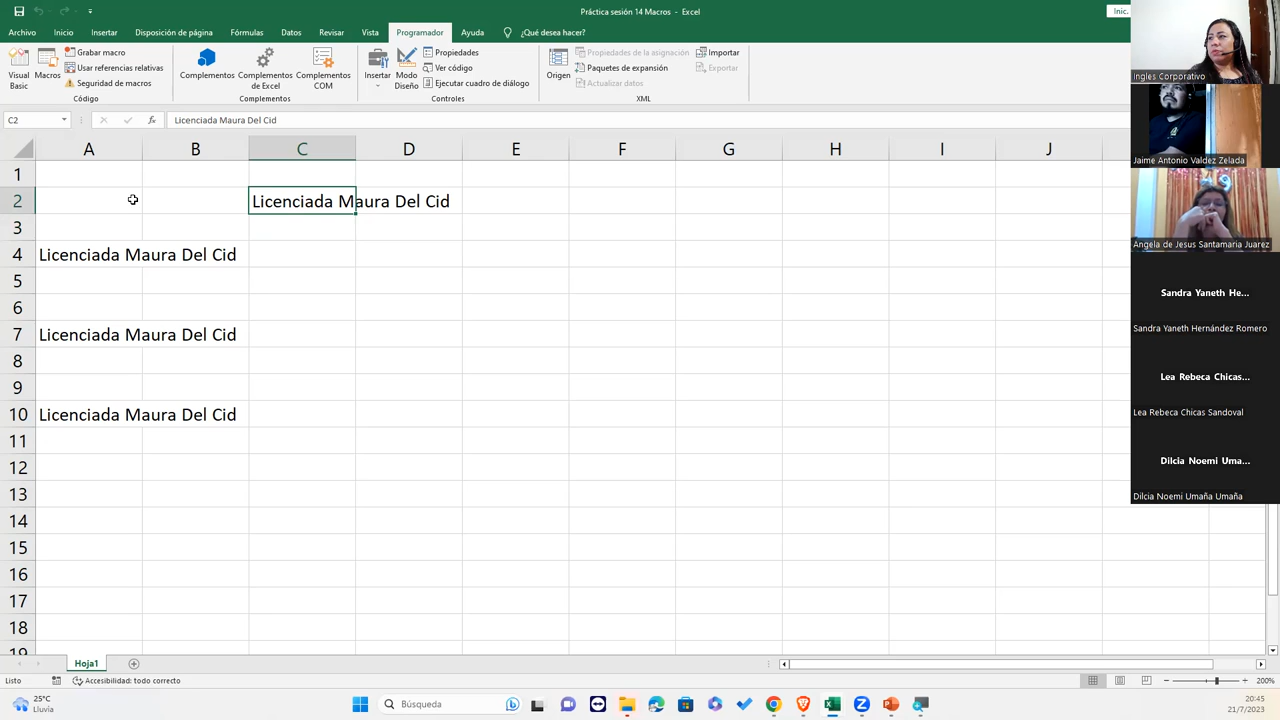 Práctica sesión 14 Macros - Excel
Inic.
Archivo Inicio Insertar Disposición de página Fórmulas Datos Revisar Vista Programador Ayuda ¿Qué desea hacer?
Visual Basic
Macros
Grabar macro
Usar referencias relativas
Seguridad de macros
Código
Complementos
Complementos de Excel
Complementos COM
Complementos
Insertar
Modo Diseño
Propiedades
Ver código
Ejecutar cuadro de diálogo
Controles
Origen
Propiedades de la asignación
Paquetes de expansión
Actualizar datos
Importar
Exportar
XML
C2
fx
Licenciada Maura Del Cid
A B C D E F G H I J
1
2 Licenciada Maura Del Cid
3
4 Licenciada Maura Del Cid
5
6
7 Licenciada Maura Del Cid
8
9
10 Licenciada Maura Del Cid
11
12
13
14
15
16
17
18
19
Hoja1
Listo
Accesibilidad: todo correcto
200%
25°C
Lluvia
Búsqueda
20:45
21/7/2023
Ingles Corporativo
Jaime Antonio Valdez Zelada
Angela de Jesus Santamaria Juarez
Sandra Yaneth He...
Sandra Yaneth Hernández Romero
Lea Rebeca Chicas...
Lea Rebeca Chicas Sandoval
Dilcia Noemi Uma...
Dilcia Noemi Umaña Umaña